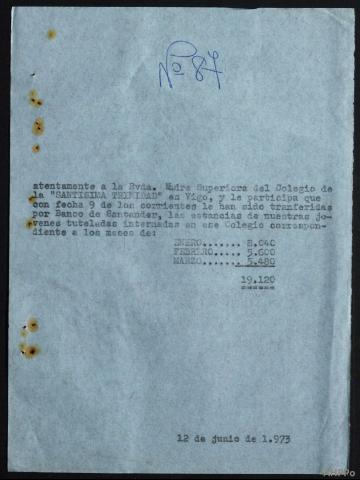 Nº 87
atentamente a la Rvda. Madre Superiora del Colegio de
la "SANTISIMA TRINIDAD" en Vigo, y le participa que
con fecha 9 de los corrientes le han sido tranferidas
por Banco de Santander, las estancias de nuestras jo-
venes tuteladas internadas en ese Colegio correspon-
diente a los meses de:
ENERO....... 8.040
FEBRERO..... 5.600
MARZO....... 5.480
19.120
12 de junio de 1.973